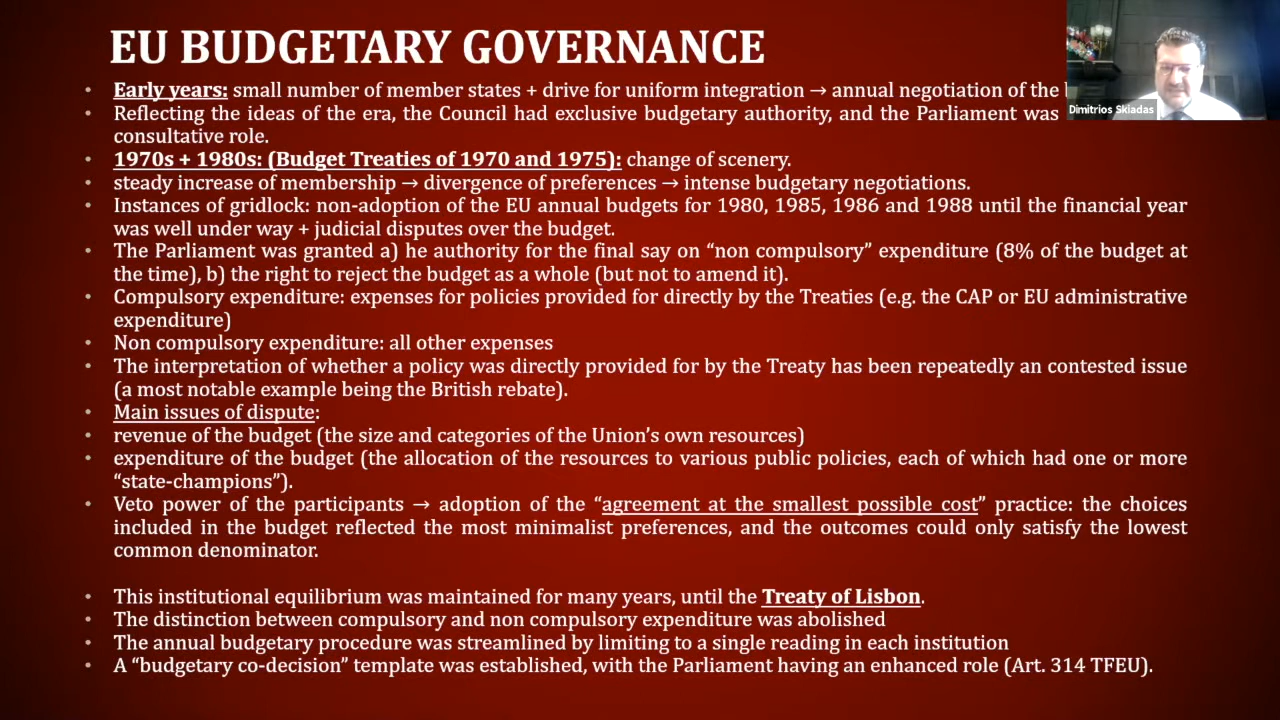 EU BUDGETARY GOVERNANCE
• Early years: small number of member states + drive for uniform integration → annual negotiation of the
• Reflecting the ideas of the era, the Council had exclusive budgetary authority, and the Parliament was
consultative role.
Dimitrios Skiadas
• 1970s + 1980s: (Budget Treaties of 1970 and 1975): change of scenery.
• steady increase of membership → divergence of preferences → intense budgetary negotiations.
• Instances of gridlock: non-adoption of the EU annual budgets for 1980, 1985, 1986 and 1988 until the financial year
was well under way + judicial disputes over the budget.
• The Parliament was granted a) he authority for the final say on “non compulsory” expenditure (8% of the budget at
the time), b) the right to reject the budget as a whole (but not to amend it).
• Compulsory expenditure: expenses for policies provided for directly by the Treaties (e.g. the CAP or EU administrative
expenditure)
• Non compulsory expenditure: all other expenses
• The interpretation of whether a policy was directly provided for by the Treaty has been repeatedly an contested issue
(a most notable example being the British rebate).
• Main issues of dispute:
• revenue of the budget (the size and categories of the Union’s own resources)
• expenditure of the budget (the allocation of the resources to various public policies, each of which had one or more
“state-champions”).
• Veto power of the participants → adoption of the “agreement at the smallest possible cost” practice: the choices
included in the budget reflected the most minimalist preferences, and the outcomes could only satisfy the lowest
common denominator.
• This institutional equilibrium was maintained for many years, until the Treaty of Lisbon.
• The distinction between compulsory and non compulsory expenditure was abolished
• The annual budgetary procedure was streamlined by limiting to a single reading in each institution
• A “budgetary co-decision” template was established, with the Parliament having an enhanced role (Art. 314 TFEU).